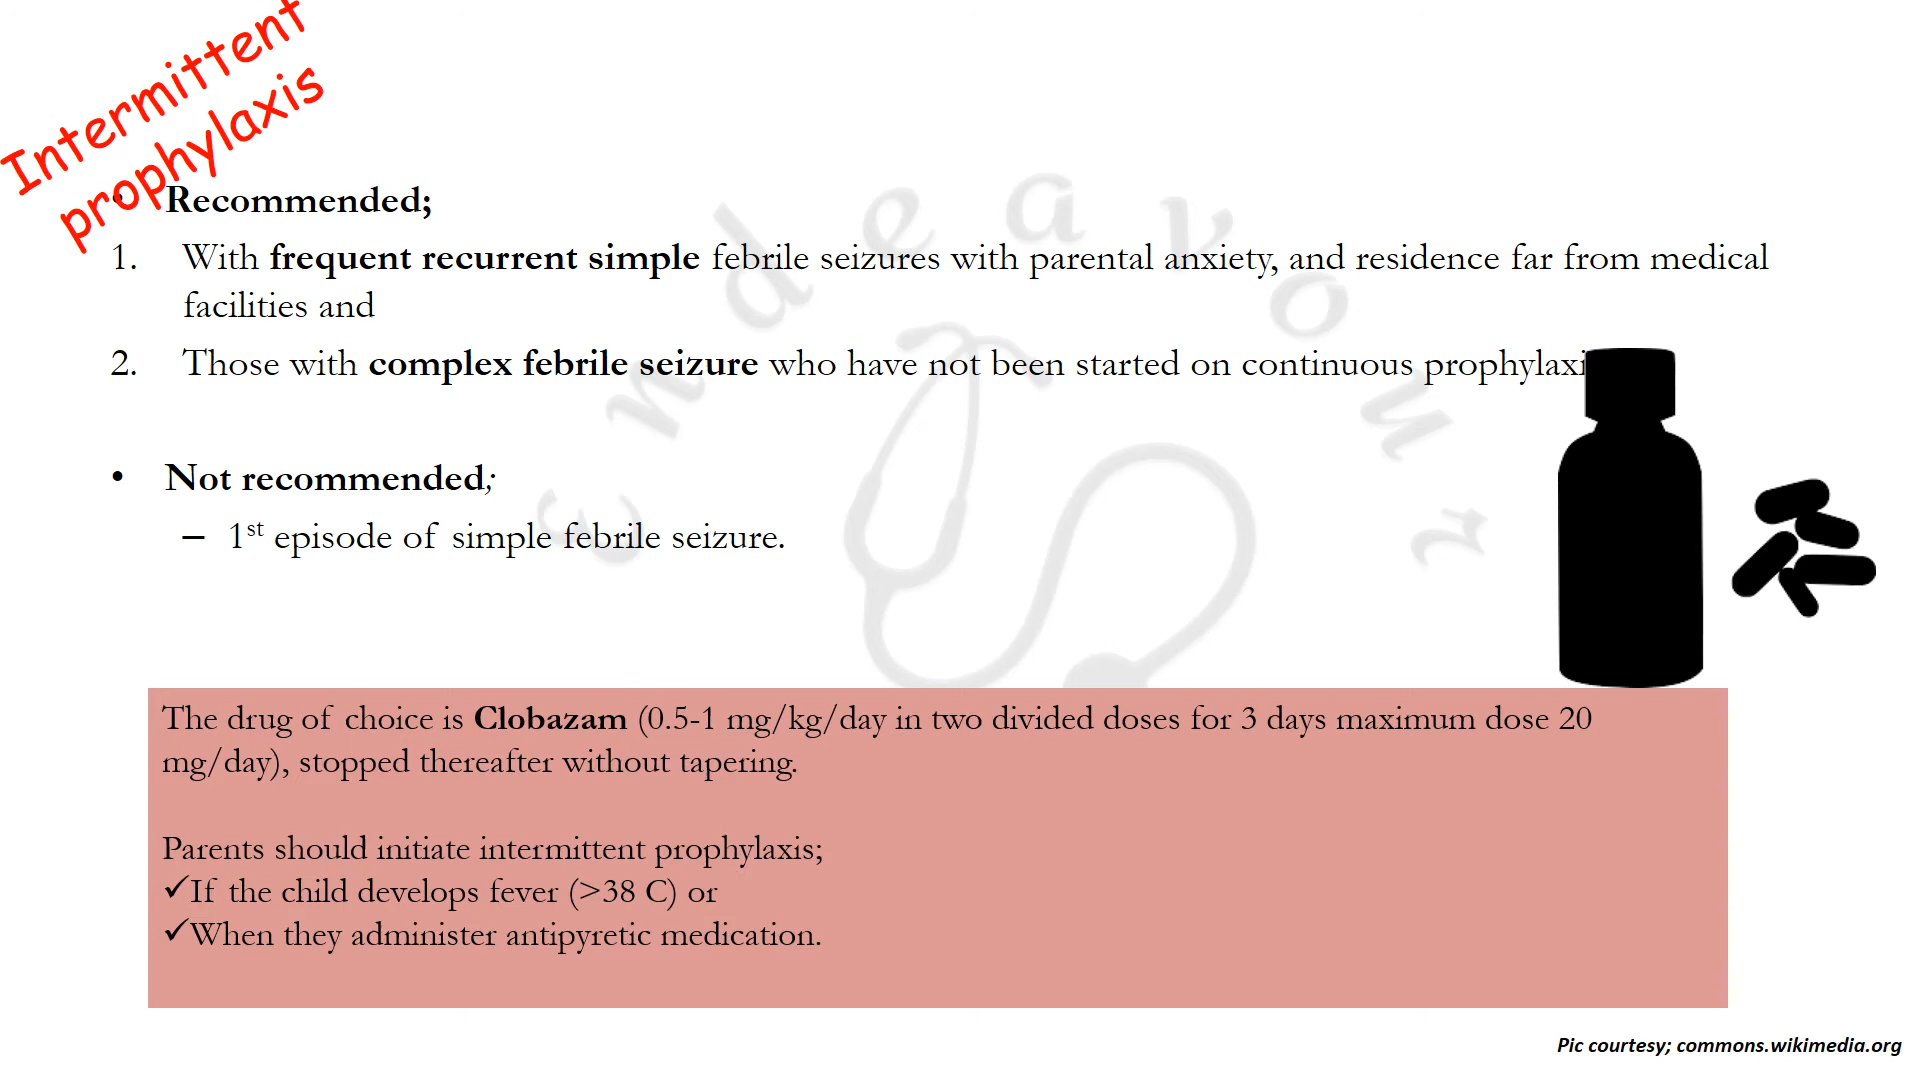 Intermittent
prophylaxis
• Recommended;
1. With frequent recurrent simple febrile seizures with parental anxiety, and residence far from medical
facilities and
2. Those with complex febrile seizure who have not been started on continuous prophylaxi
• Not recommended;
– 1st episode of simple febrile seizure.
Endeavour
The drug of choice is Clobazam (0.5-1 mg/kg/day in two divided doses for 3 days maximum dose 20
mg/day), stopped thereafter without tapering.
Parents should initiate intermittent prophylaxis;
✓If the child develops fever (>38 C) or
✓When they administer antipyretic medication.
Pic courtesy; commons.wikimedia.org